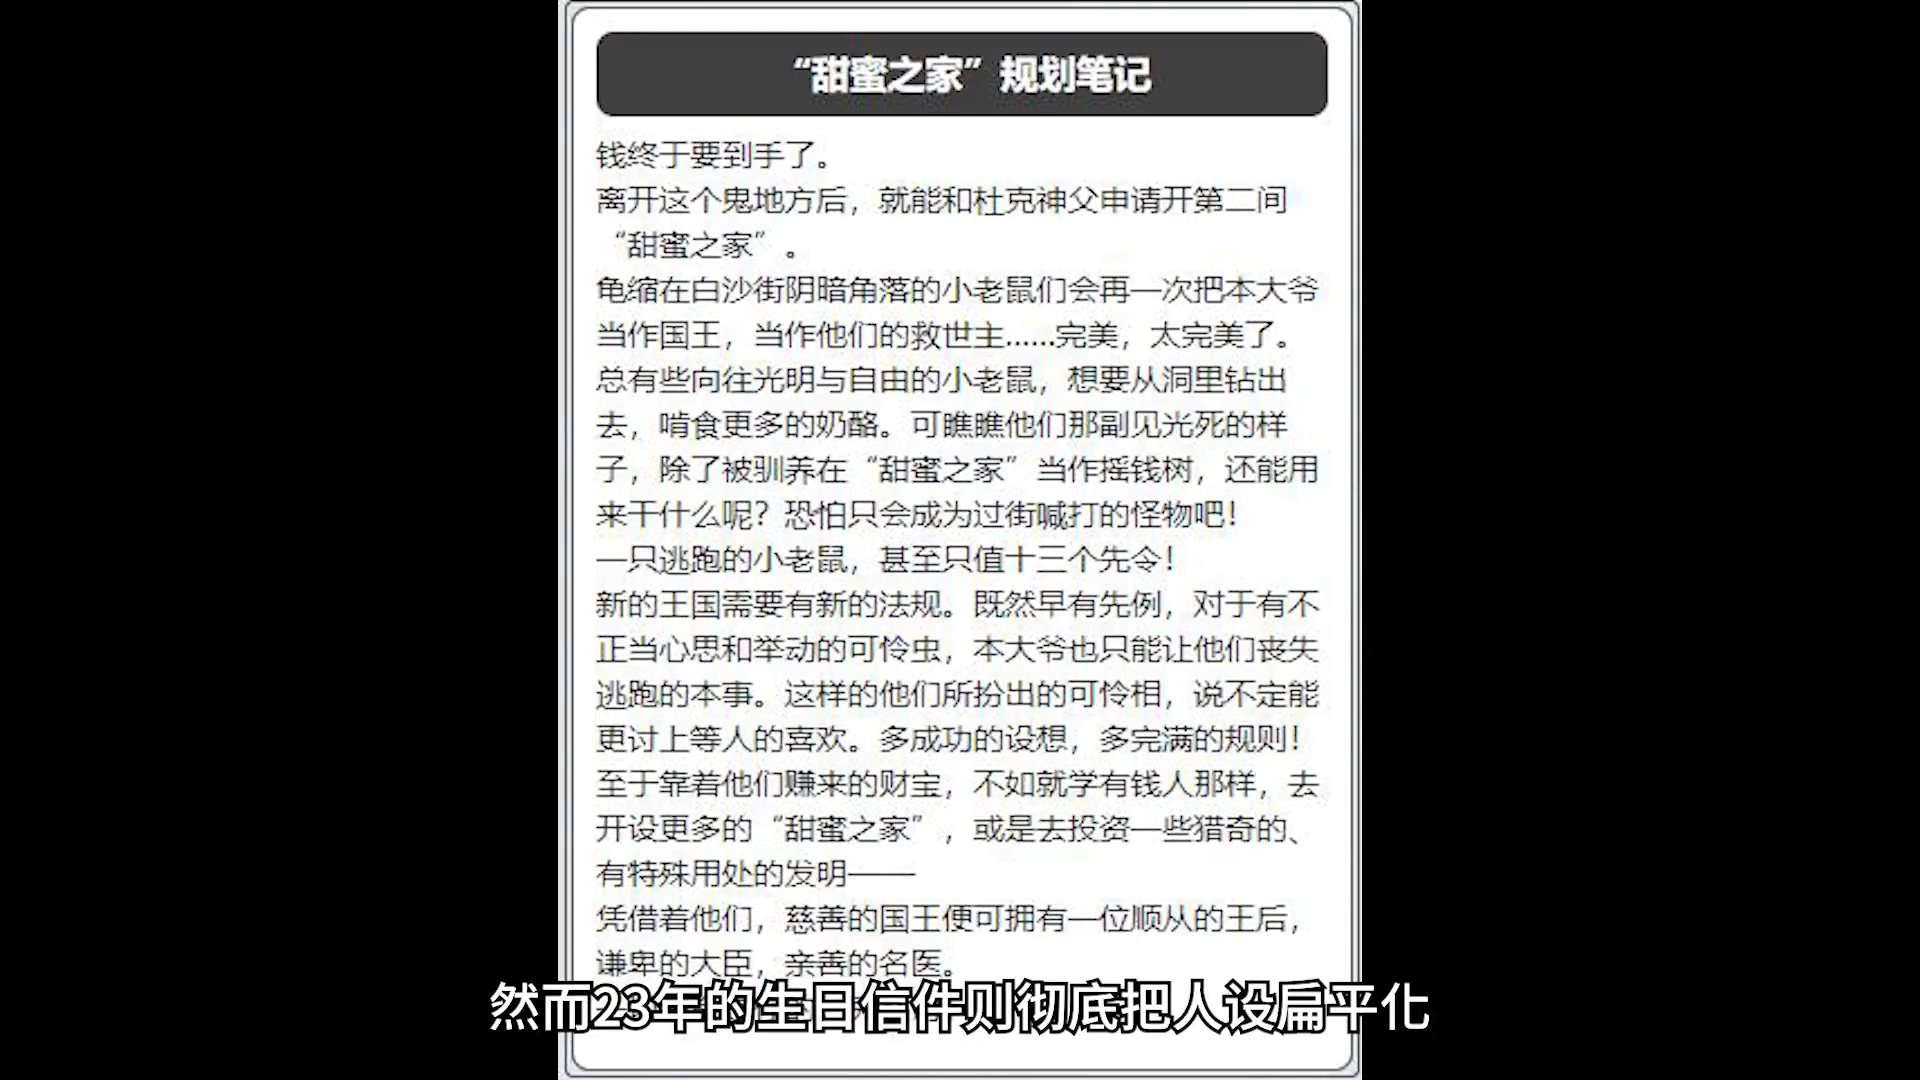 “甜蜜之家”规划笔记
钱终于要到手了。
离开这个鬼地方后，就能和杜克神父申请开第二间
“甜蜜之家”。
龟缩在白沙街阴暗角落的小老鼠们会再一次把本大爷
当作国王，当作他们的救世主……完美，太完美了。
总有些向往光明与自由的小老鼠，想要从洞里钻出
去，啃食更多的奶酪。可瞧瞧他们那副见光死的样
子，除了被驯养在“甜蜜之家”当作摇钱树，还能用
来干什么呢？恐怕只会成为过街喊打的怪物吧！
一只逃跑的小老鼠，甚至只值十三个先令！
新的王国需要有新的法规。既然早有先例，对于有不
正当心思和举动的可怜虫，本大爷也只能让他们丧失
逃跑的本事。这样的他们所扮出的可怜相，说不定能
更讨上等人的喜欢。多成功的设想，多完满的规则！
至于靠着他们赚来的财宝，不如就学有钱人那样，去
开设更多的“甜蜜之家”，或是去投资一些猎奇的、
有特殊用处的发明——
凭借着他们，慈善的国王便可拥有一位顺从的王后，
谦卑的大臣，亲善的名医。
然而23年的生日信件则彻底把人设扁平化